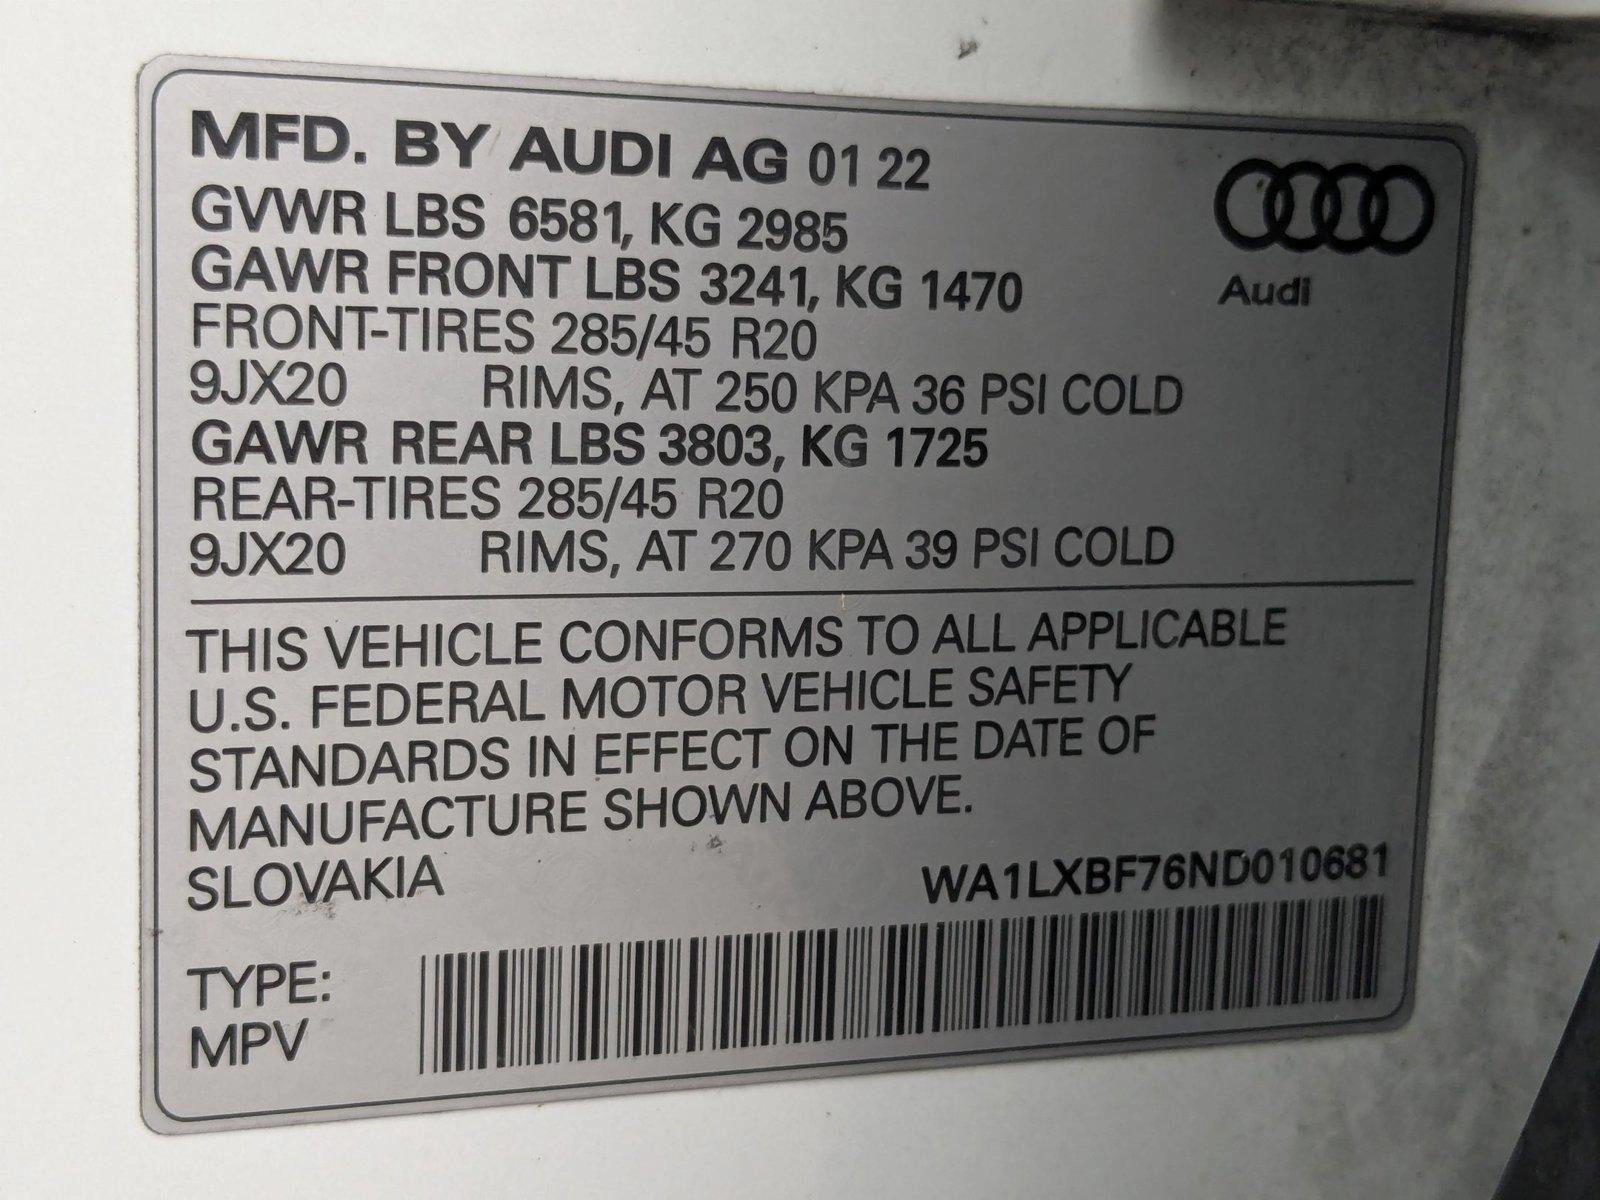 MFD. BY AUDI AG 01 22
GVWR LBS 6581, KG 2985
GAWR FRONT LBS 3241, KG 1470
FRONT-TIRES 285/45 R20
9JX20 RIMS, AT 250 KPA 36 PSI COLD
GAWR REAR LBS 3803, KG 1725
REAR-TIRES 285/45 R20
9JX20 RIMS, AT 270 KPA 39 PSI COLD
Audi
THIS VEHICLE CONFORMS TO ALL APPLICABLE
U.S. FEDERAL MOTOR VEHICLE SAFETY
STANDARDS IN EFFECT ON THE DATE OF
MANUFACTURE SHOWN ABOVE.
SLOVAKIA WA1LXBF76ND010681
TYPE:
MPV